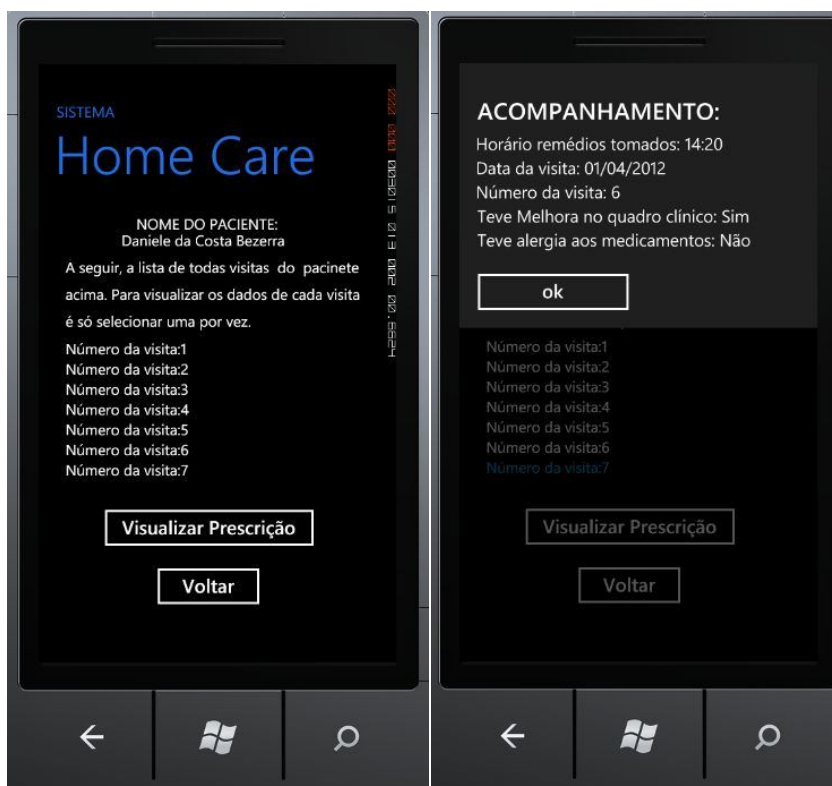 SISTEMA
Home Care
NOME DO PACIENTE:
Daniele da Costa Bezerra
A seguir, a lista de todas visitas do pacinete
acima. Para visualizar os dados de cada visita
é só selecionar uma por vez.
Número da visita:1
Número da visita:2
Número da visita:3
Número da visita:4
Número da visita:5
Número da visita:6
Número da visita:7
Visualizar Prescrição
Voltar
ACOMPANHAMENTO:
Horário remédios tomados: 14:20
Data da visita: 01/04/2012
Número da visita: 6
Teve Melhora no quadro clínico: Sim
Teve alergia aos medicamentos: Não
ok
Número da visita:1
Número da visita:2
Número da visita:3
Número da visita:4
Número da visita:5
Número da visita:6
Número da visita:7
Visualizar Prescrição
Voltar